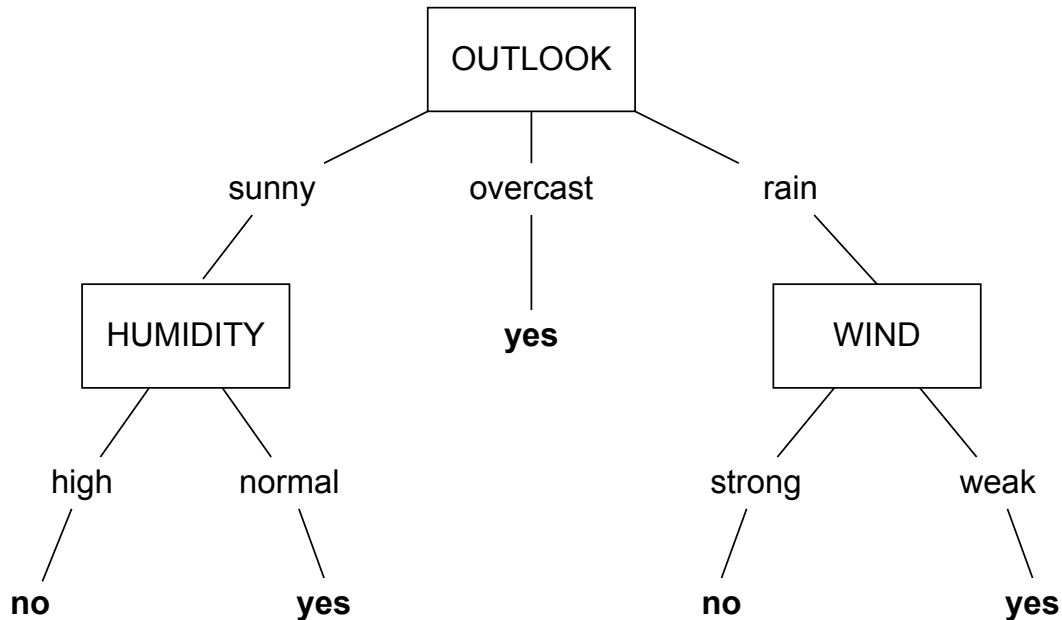 OUTLOOK
sunny overcast rain
HUMIDITY yes WIND
high normal strong weak
no yes no yes